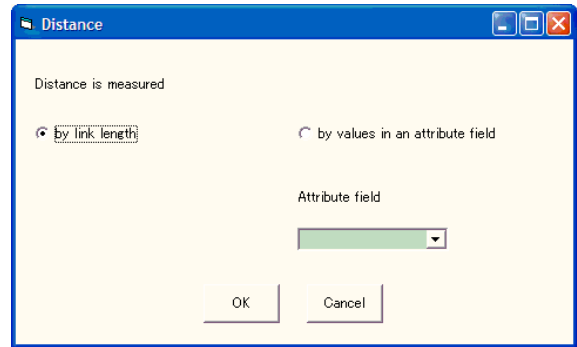 Distance
Distance is measured
by link length
by values in an attribute field
Attribute field
OK
Cancel